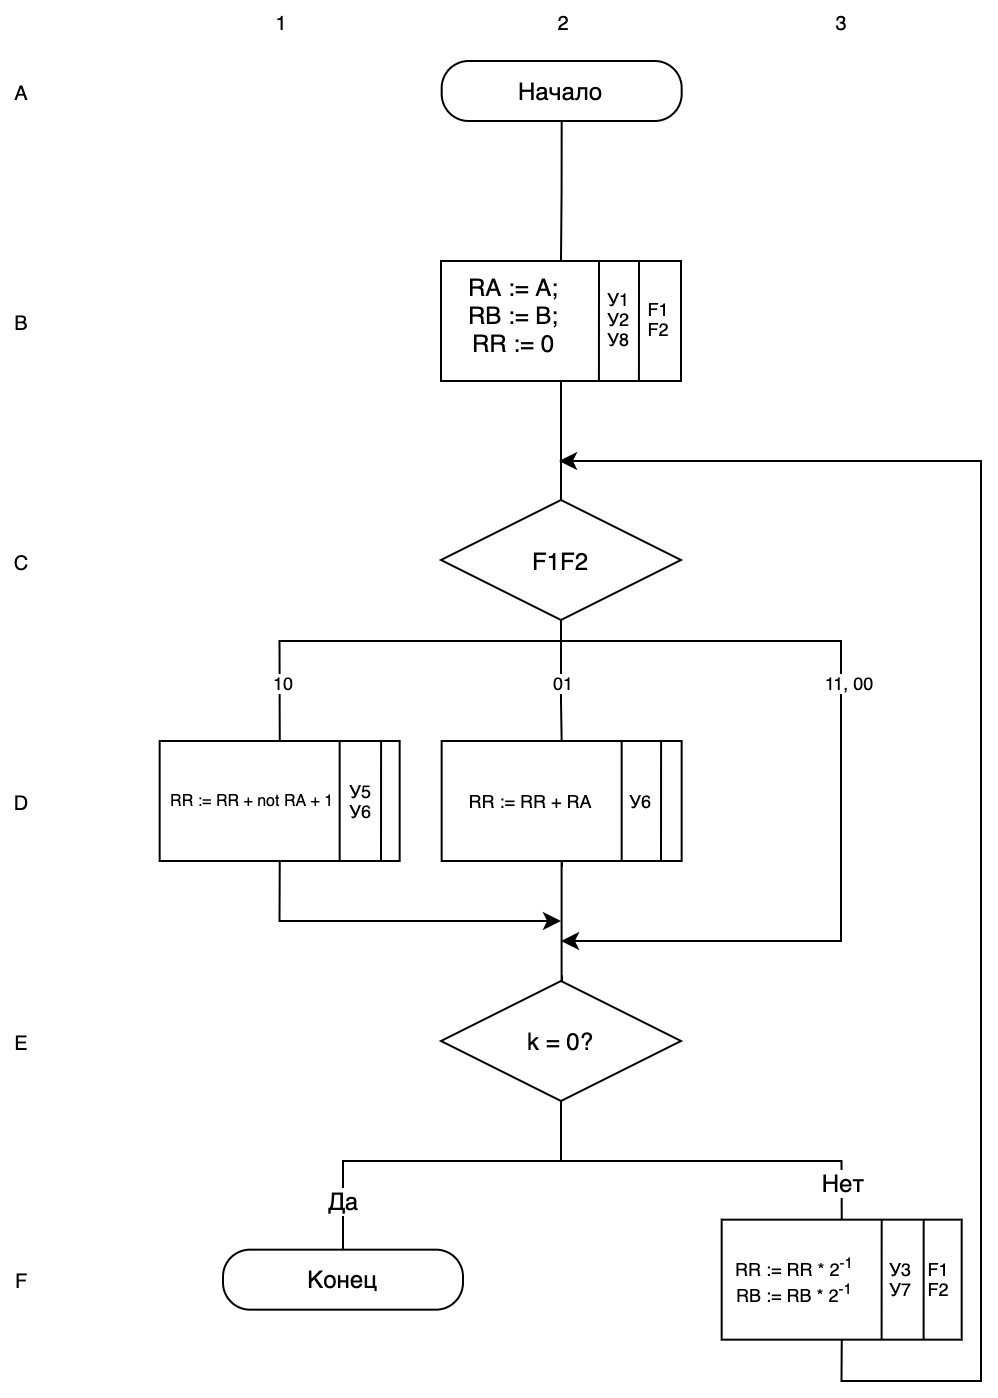 1 2 3
A
Начало
B
RA := A;
RB := B;
RR := 0
У1
У2
У8
F1
F2
C
F1F2
10
01
11, 00
D
RR := RR + not RA + 1
У5
У6
RR := RR + RA
У6
E
k = 0?
Да
Нет
F
Конец
RR := RR * 2⁻¹
RB := RB * 2⁻¹
У3
У7
F1
F2